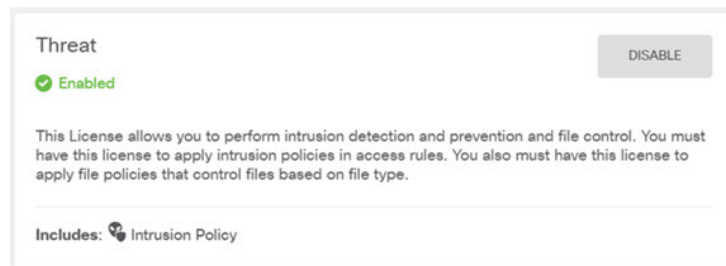 Threat
DISABLE
Enabled
This License allows you to perform intrusion detection and prevention and file control. You must
have this license to apply intrusion policies in access rules. You also must have this license to
apply file policies that control files based on file type.
Includes: Intrusion Policy